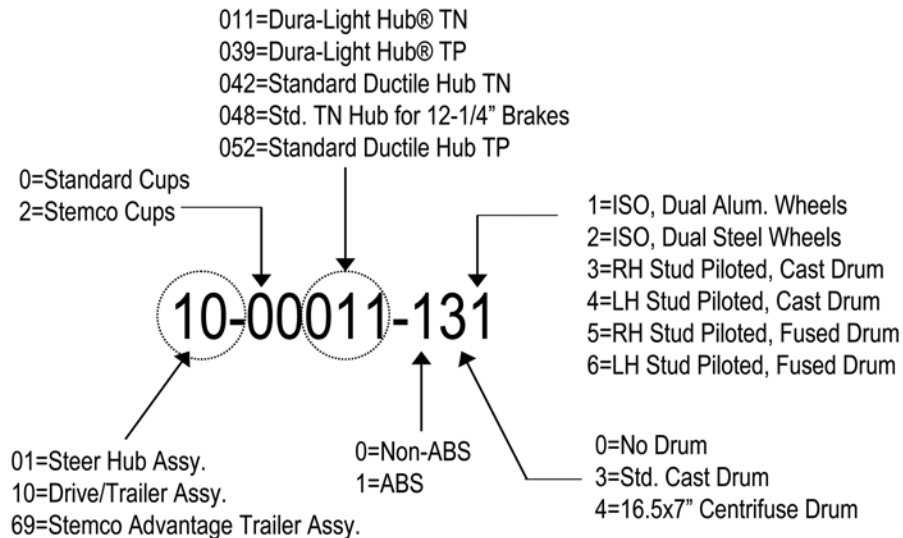 011=Dura-Light Hub® TN
039=Dura-Light Hub® TP
042=Standard Ductile Hub TN
048=Std. TN Hub for 12-1/4” Brakes
052=Standard Ductile Hub TP
0=Standard Cups
2=Stemco Cups
1=ISO, Dual Alum. Wheels
2=ISO, Dual Steel Wheels
3=RH Stud Piloted, Cast Drum
4=LH Stud Piloted, Cast Drum
5=RH Stud Piloted, Fused Drum
6=LH Stud Piloted, Fused Drum
10-00011-131
01=Steer Hub Assy.
10=Drive/Trailer Assy.
69=Stemco Advantage Trailer Assy.
0=Non-ABS
1=ABS
0=No Drum
3=Std. Cast Drum
4=16.5x7” Centrifuse Drum